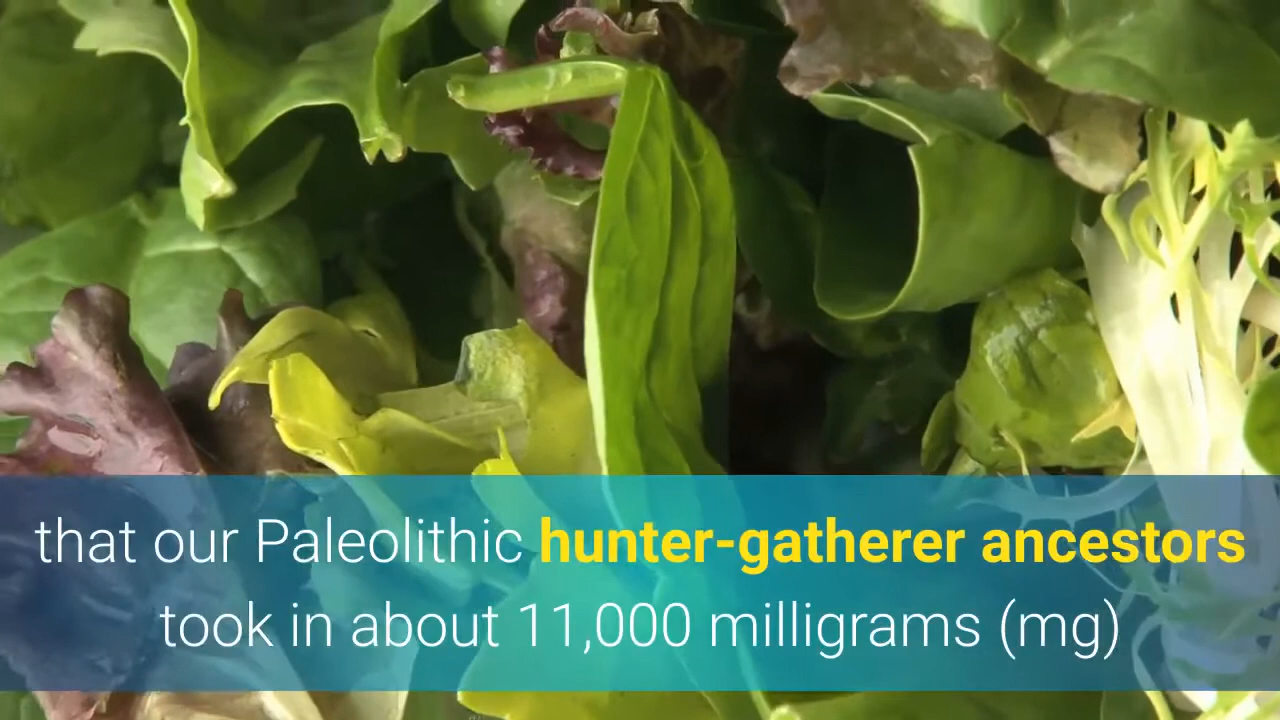 that our Paleolithic hunter-gatherer ancestors
took in about 11,000 milligrams (mg)